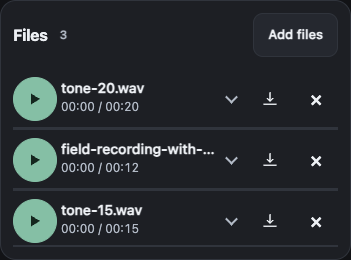 Files 3
Add files
tone-20.wav
00:00 / 00:20
field-recording-with-...
00:00 / 00:12
tone-15.wav
00:00 / 00:15